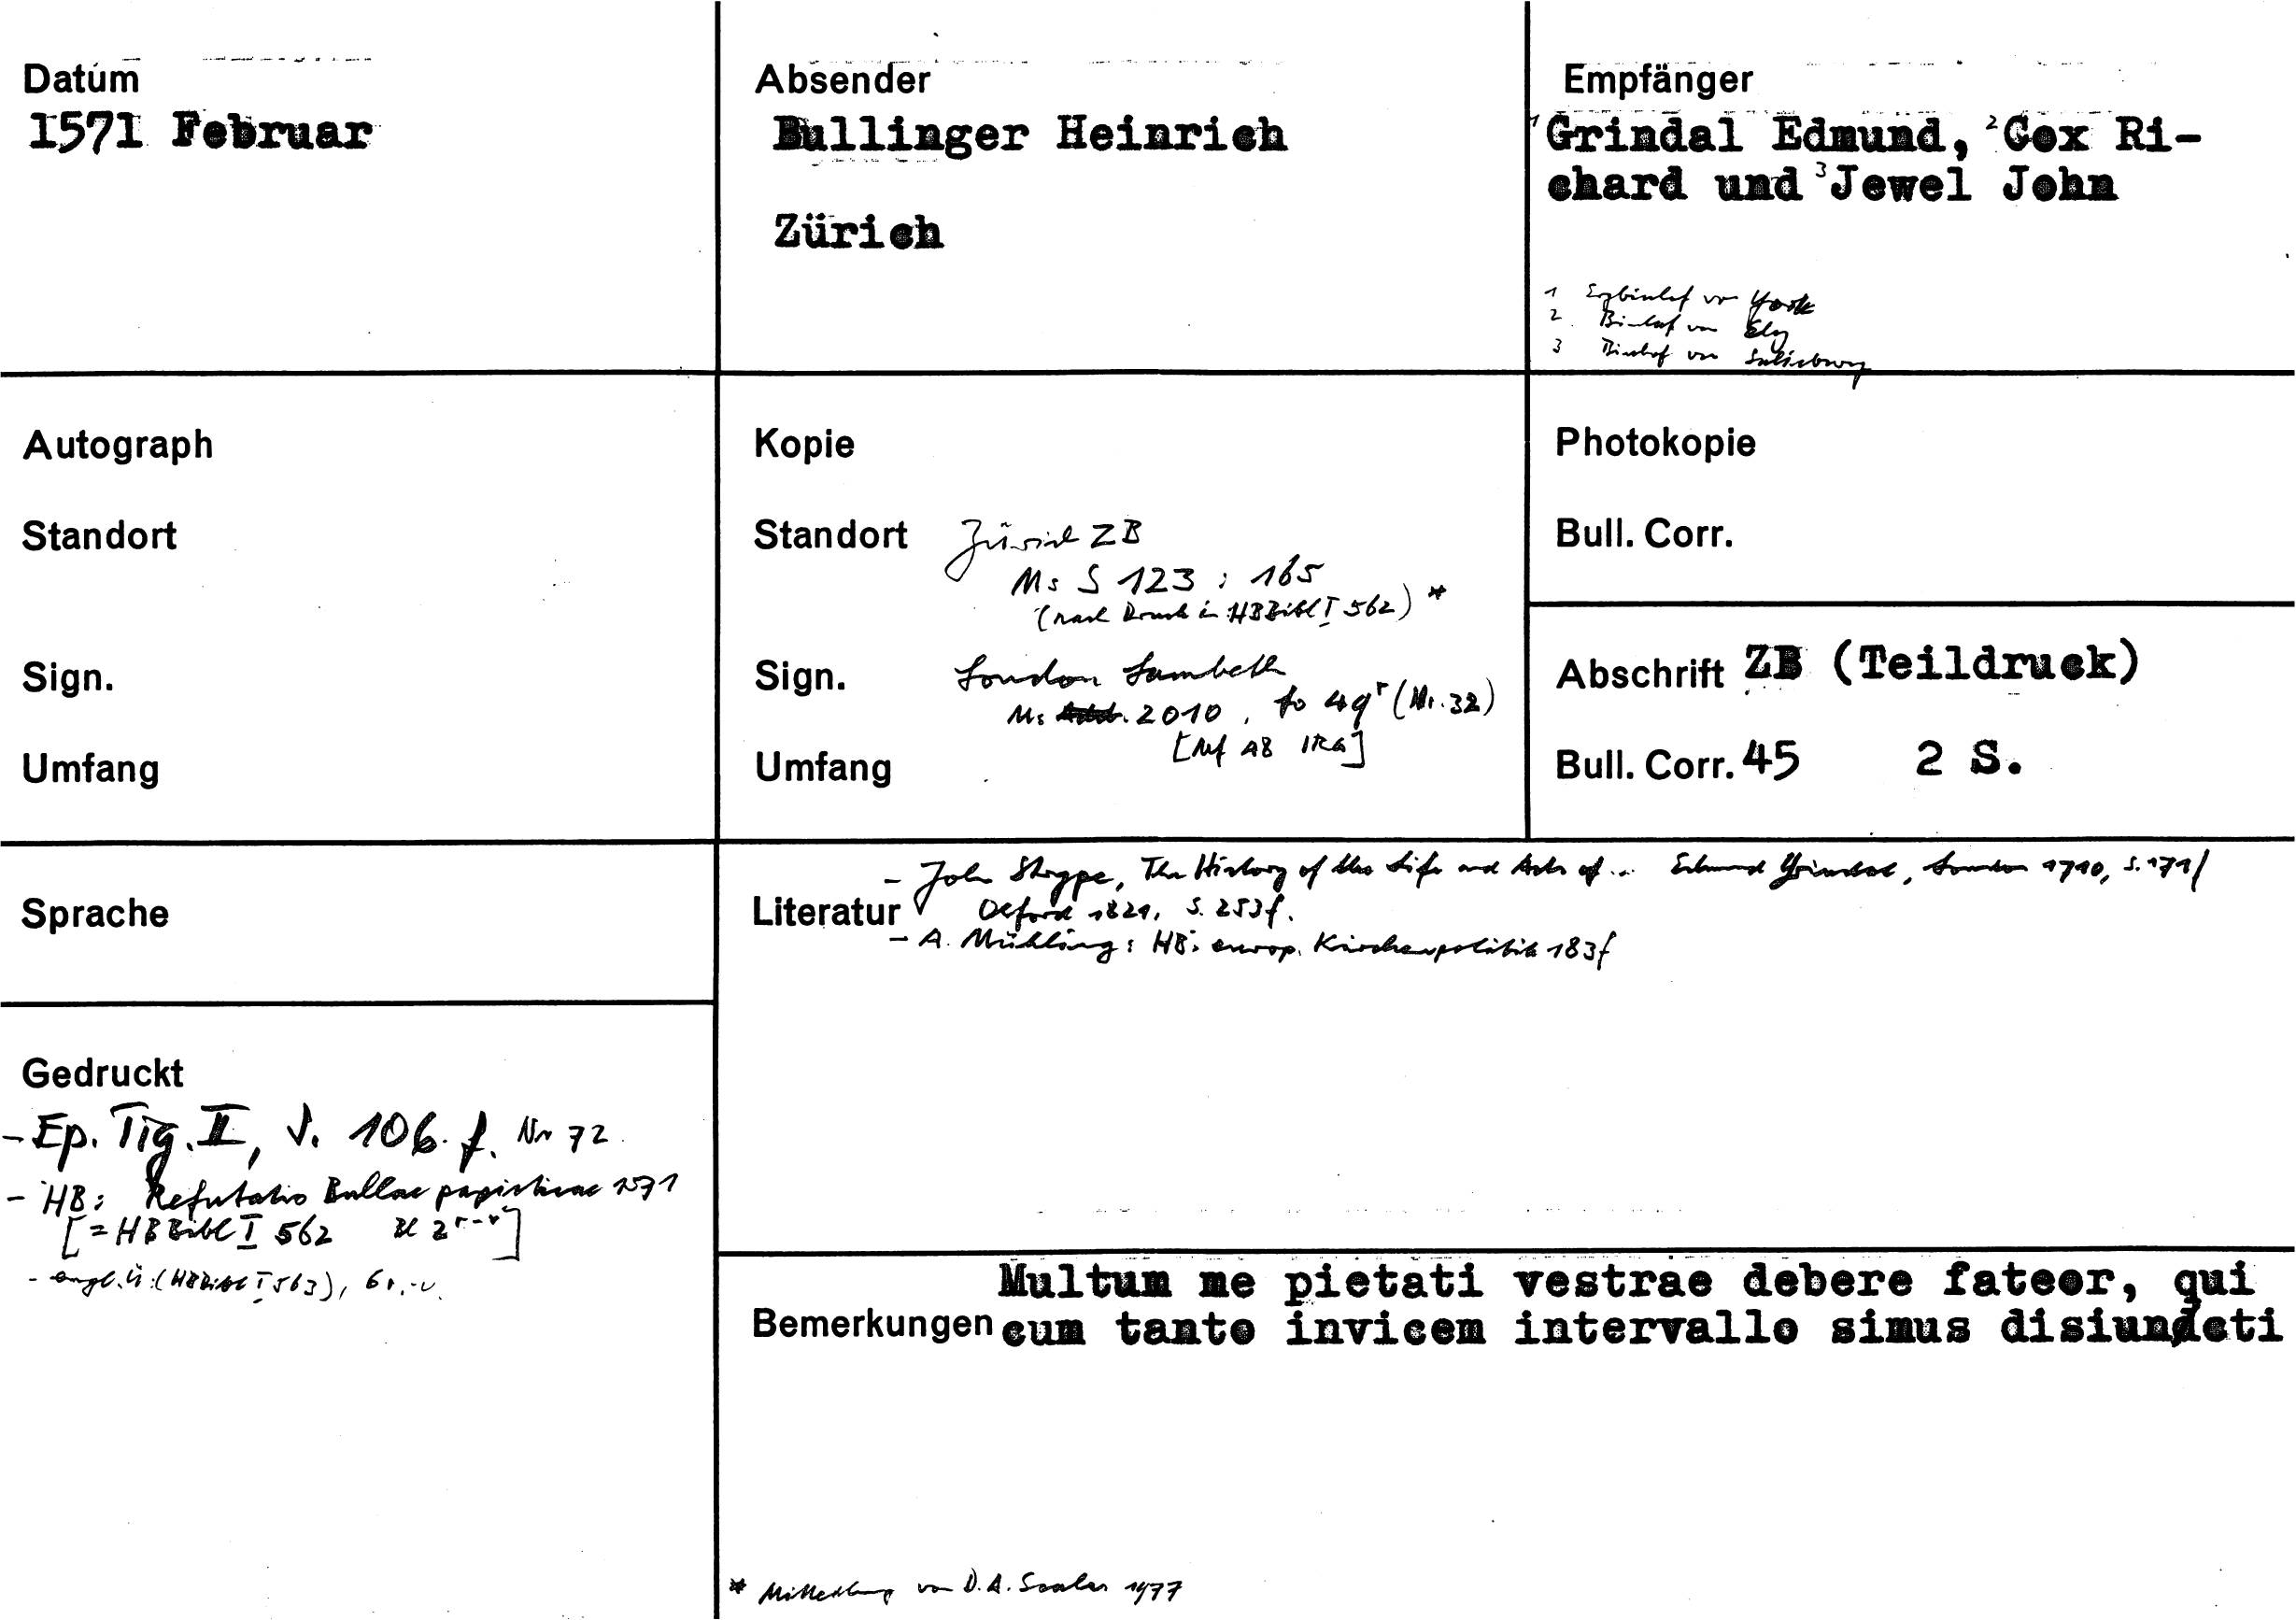 Datum
1571 Februar
Absender
Bullinger Heinrich
Zürich
Empfänger
1 Grindal Edmund, 2 Cox Ri-
chard und 3 Jewel John
1 Erzbischof von York
2 Bischof von Ely
3 Bischof von Salisbury
Autograph
Standort
Sign.
Umfang
Kopie
Standort Zürich ZB
Ms S 123 : 165
(nach Druck in HBBibl I 562) *
Sign. London Lambeth
Ms 2010, fo 49r (Nr. 32)
[Mf AB IRG]
Umfang
Photokopie
Bull. Corr.
Abschrift ZB (Teildruck)
Bull. Corr. 45 2 S.
Sprache
Literatur
- John Strype, The History of the Life and Acts of ... Edmund Grindal, London 1710, S. 171/
Oxford 1821, S. 253f.
- A. Mühling: HB: europ. Kirchenpolitik 183f
Gedruckt
- Ep. Tig. II, S. 106.f. Nr 72
- HB: Refutatio Bullae papisticae 1571
[=HBBibl I 562 Bl 2r-v]
- engl. Ü: (HBBibl I 563), 6r.-v.
Bemerkungen
Multum me pietati vestrae debere fateor, qui
cum tanto invicem intervallo simus disiuncti
* Mitteilung von D.A. Scales 1977